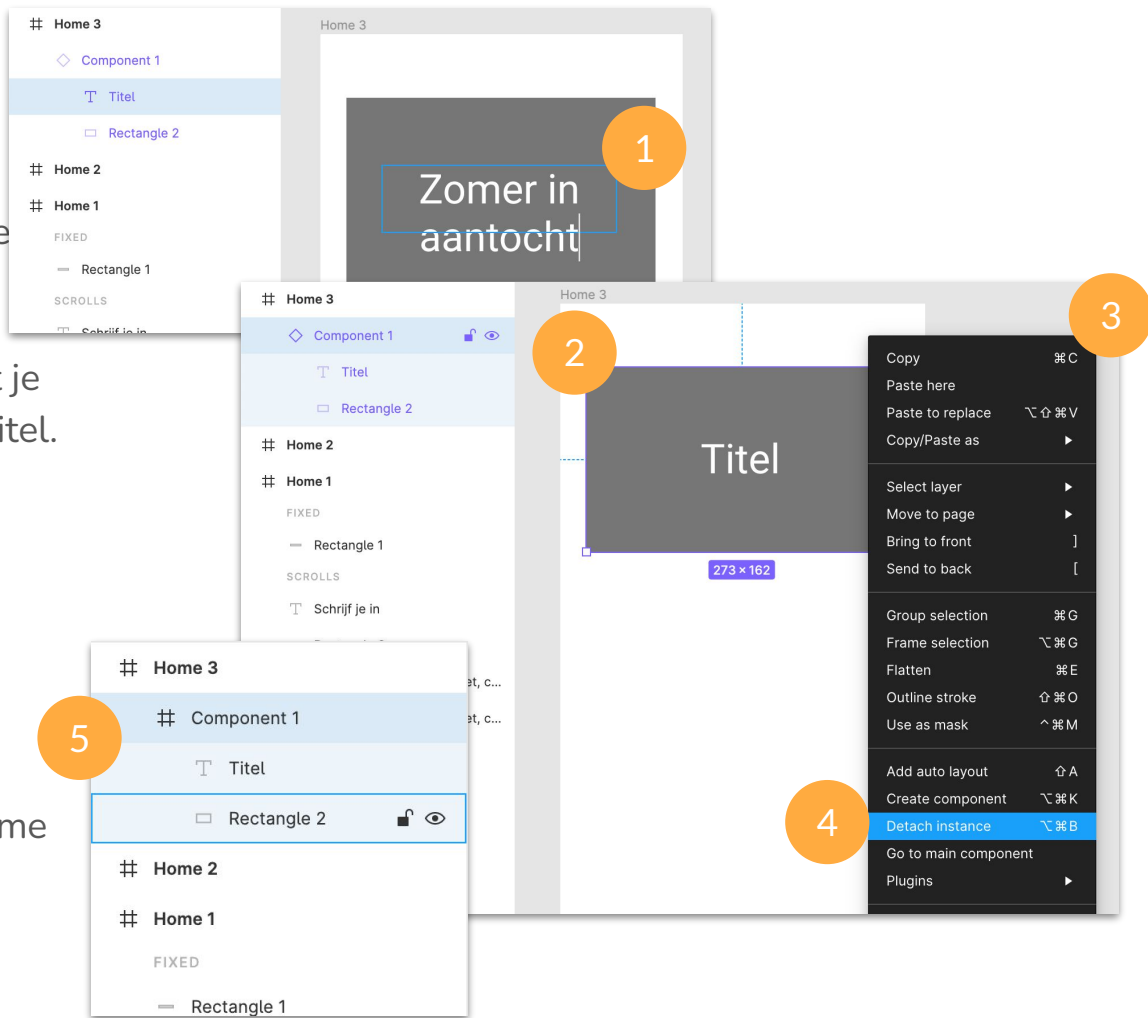 Home 3
Component 1
Titel
Rectangle 2
Home 2
Home 1
FIXED
Rectangle 1
SCROLLS
Home 3
Zomer in
aantocht
1
e
t je
itel.
me
Home 3
Component 1
Titel
Rectangle 2
Home 2
Home 1
FIXED
Rectangle 1
SCROLLS
T Schrijf je in
et, c...
et, c...
Home 3
2
Titel
273 × 162
3
Copy ⌘C
Paste here
Paste to replace ⌥⇧⌘V
Copy/Paste as
Select layer
Move to page
Bring to front ]
Send to back [
Group selection ⌘G
Frame selection ⌥⌘G
Flatten ⌘E
Outline stroke ⇧⌘O
Use as mask ^⌘M
Add auto layout ⇧A
Create component ⌥⌘K
4
Detach instance ⌥⌘B
Go to main component
Plugins
5
Home 3
Component 1
Titel
Rectangle 2
Home 2
Home 1
FIXED
Rectangle 1